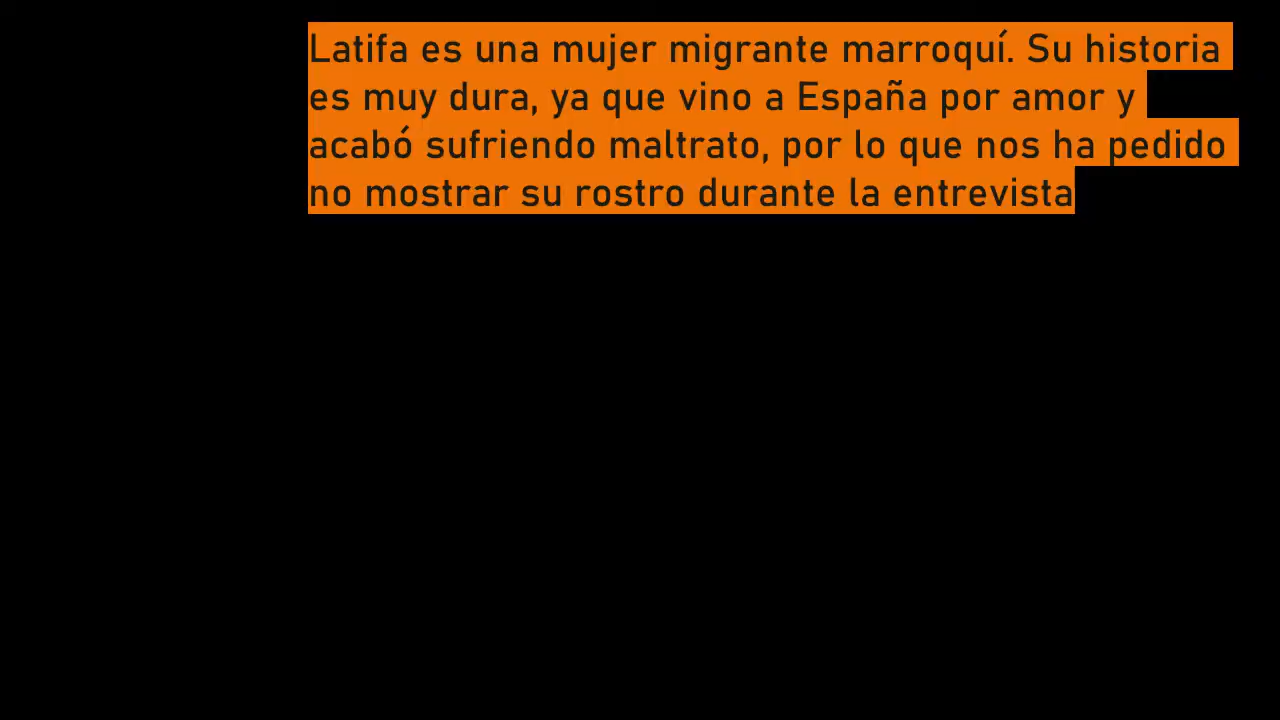 Latifa es una mujer migrante marroquí. Su historia
es muy dura, ya que vino a España por amor y
acabó sufriendo maltrato, por lo que nos ha pedido
no mostrar su rostro durante la entrevista